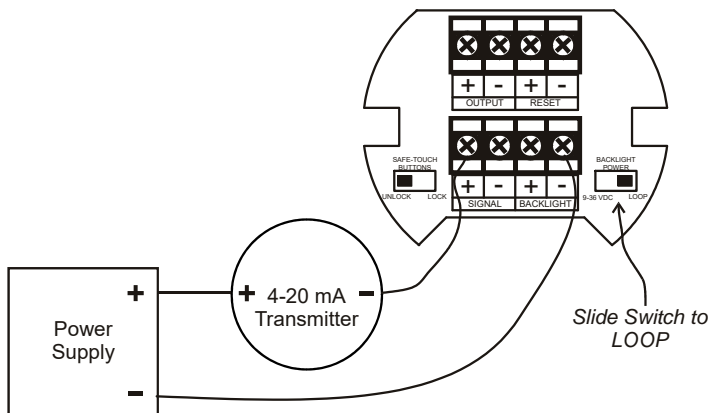 + - + -
OUTPUT RESET
SAFE-TOUCH
BUTTONS
UNLOCK LOCK
+ - + -
SIGNAL BACKLIGHT
BACKLIGHT
POWER
9-36 VDC LOOP
Power
Supply
+
-
+ 4-20 mA -
Transmitter
Slide Switch to
LOOP